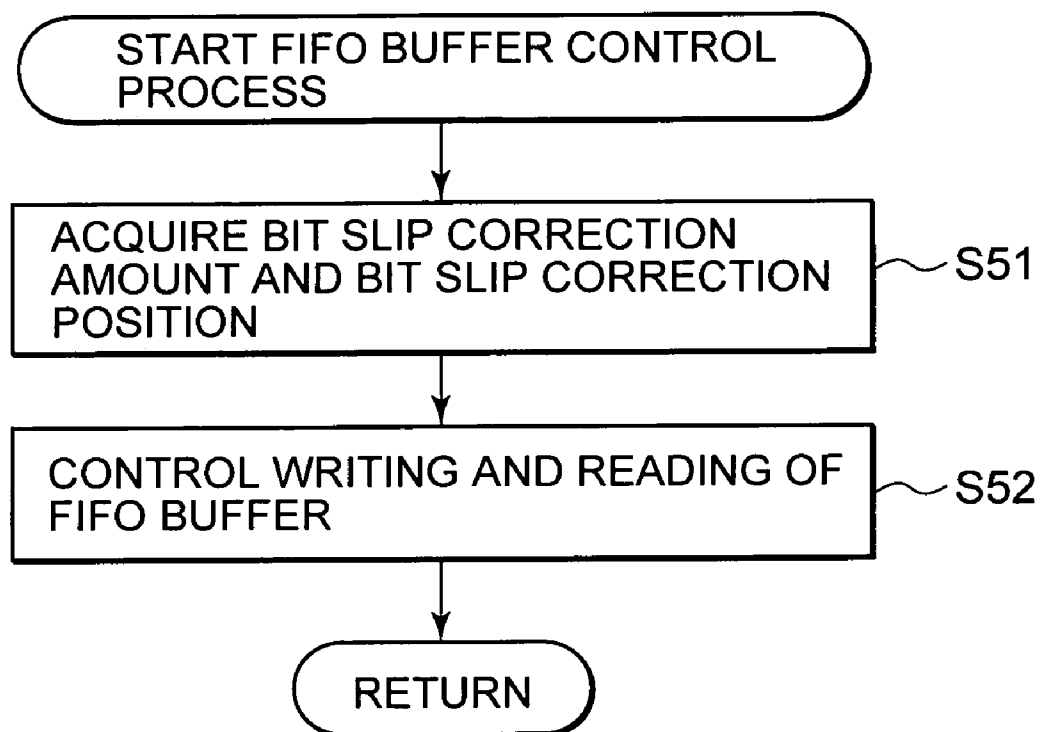 START FIFO BUFFER CONTROL
PROCESS
ACQUIRE BIT SLIP CORRECTION
AMOUNT AND BIT SLIP CORRECTION
POSITION
S51
CONTROL WRITING AND READING OF
FIFO BUFFER
S52
RETURN